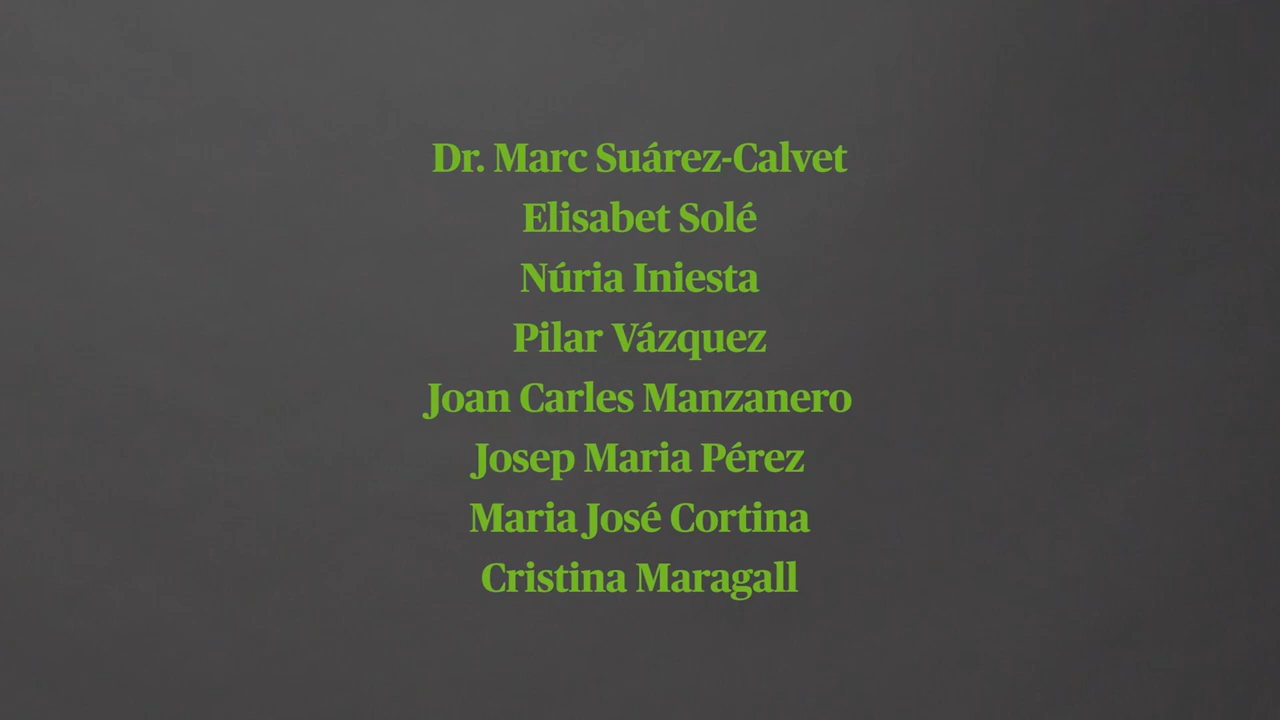 Dr. Marc Suárez-Calvet
Elisabet Solé
Núria Iniesta
Pilar Vázquez
Joan Carles Manzanero
Josep Maria Pérez
Maria José Cortina
Cristina Maragall